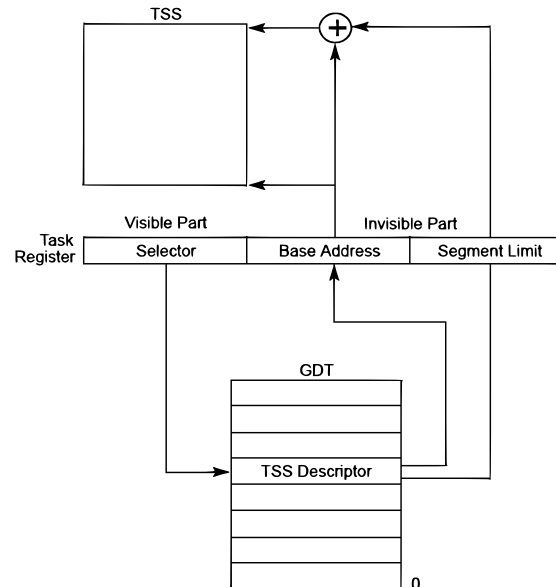 TSS
+
Visible Part
Invisible Part
Task
Register
Selector
Base Address
Segment Limit
GDT
TSS Descriptor
0